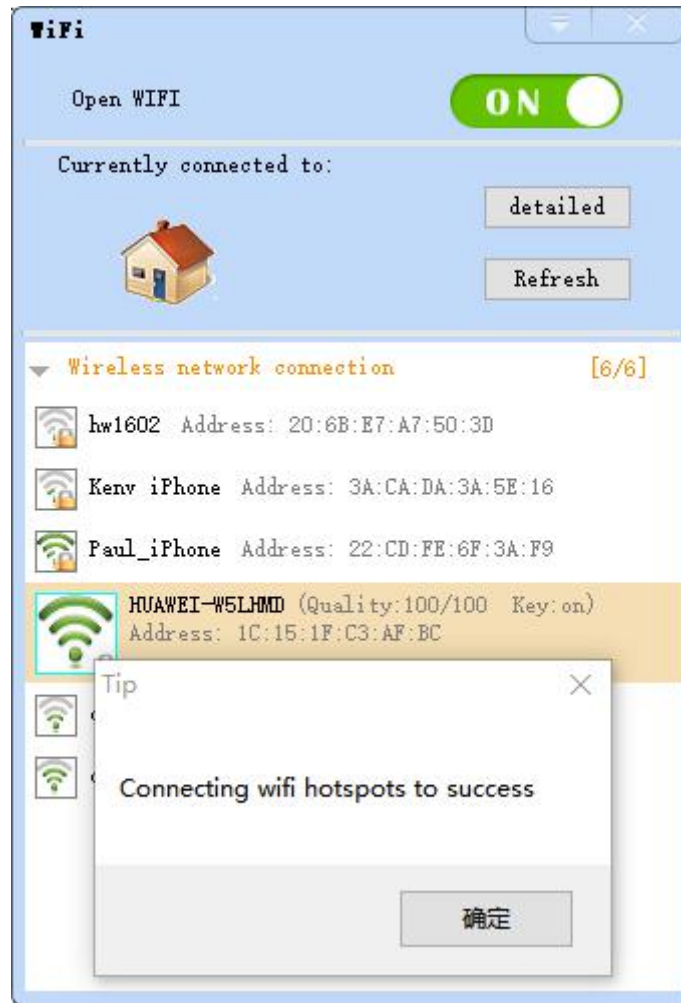 WiFi
Open WIFI
ON
Currently connected to:
detailed
Refresh
Wireless network connection [6/6]
hw1602 Address: 20:6B:E7:A7:50:3D
Kenv iPhone Address: 3A:CA:DA:3A:5E:16
Paul_iPhone Address: 22:CD:FE:6F:3A:F9
HUAWEI-W5LHMD (Quality:100/100 Key:on)
Address: 1C:15:1F:C3:AF:BC
Tip
Connecting wifi hotspots to success
确定